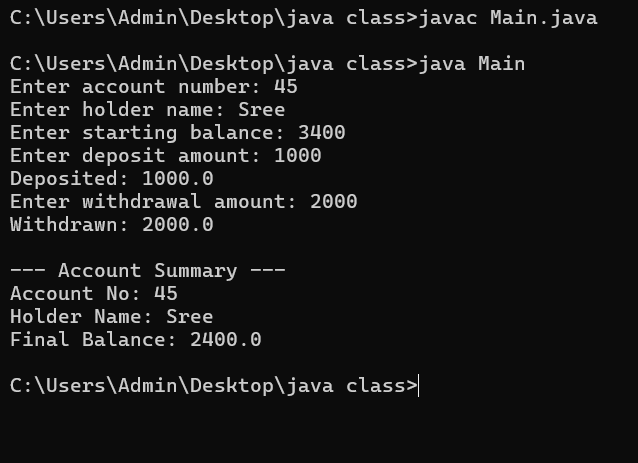 C:\Users\Admin\Desktop\java class>javac Main.java
C:\Users\Admin\Desktop\java class>java Main
Enter account number: 45
Enter holder name: Sree
Enter starting balance: 3400
Enter deposit amount: 1000
Deposited: 1000.0
Enter withdrawal amount: 2000
Withdrawn: 2000.0
--- Account Summary ---
Account No: 45
Holder Name: Sree
Final Balance: 2400.0
C:\Users\Admin\Desktop\java class>